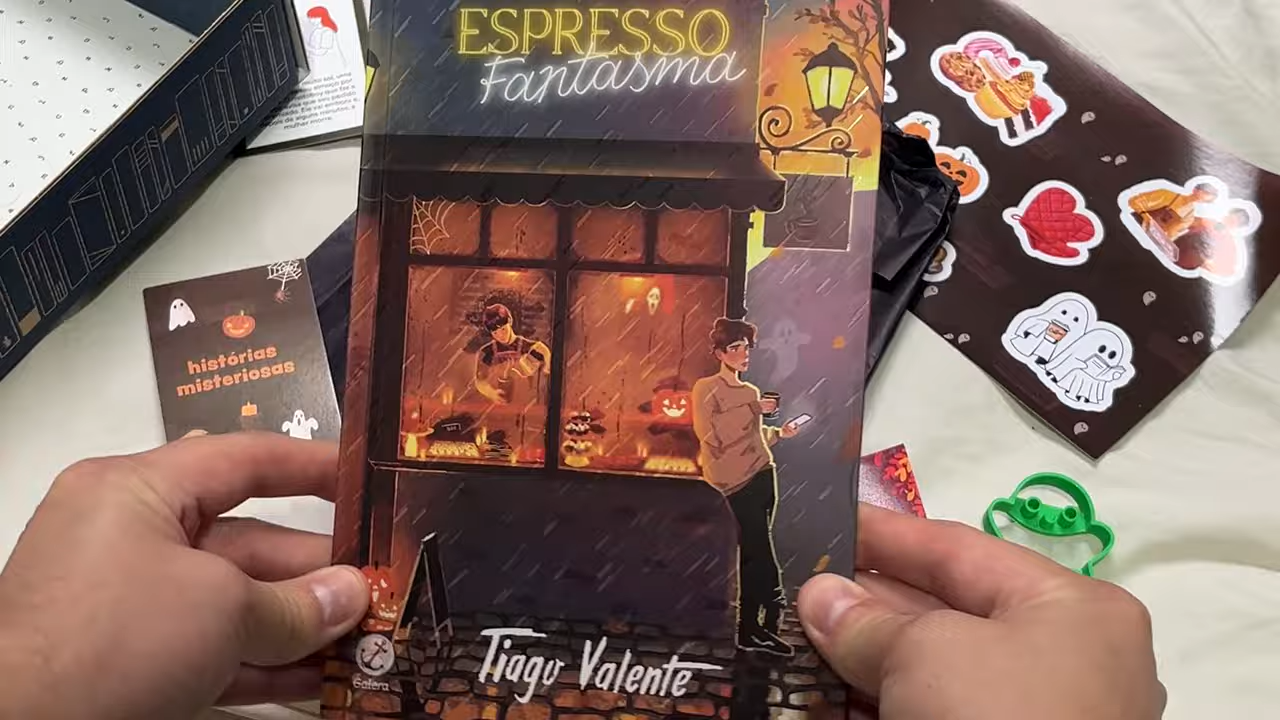 ESPRESSO
Fantasma
histórias
misteriosas
Tiago Valente
Galera